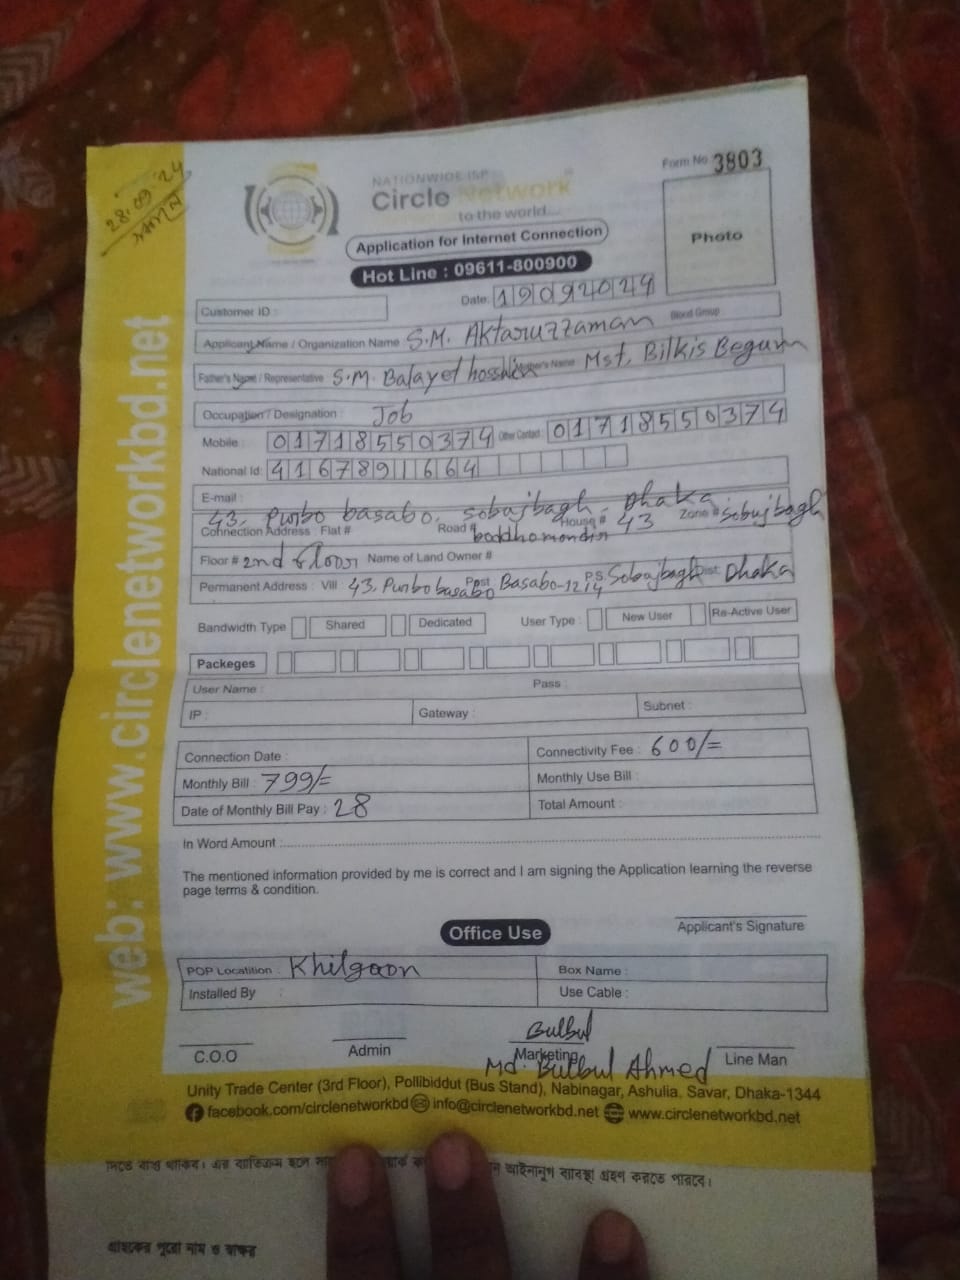 28.09.24
Form No 3803
NATIONWIDE ISP
Circle Network
to the world...
Application for Internet Connection
Photo
Hot Line : 09611-800900
Date: 19092024
Customer ID :
Blood Group
Applicant Name / Organization Name S.M. Aktaruzzaman
Father's Name / Representative S.M. Balayet Mother's Name Mst, Bilkis Begum
Occupation / Designation : Job
Mobile : 01718550374 Other Contact : 01718550374
National Id: 4167891664
E-mail :
43, Purbo basabo, sobujbagh, Dhaka
Connection Address : Flat # Road # boddhomondir House # 43 Zone # Sobujbagh
Floor # 2nd floor Name of Land Owner #
Permanent Address : Vill 43, Purbo basabo Post: Basabo-1214 P.S. Sobujbagh Dist: Dhaka
Bandwidth Type Shared Dedicated User Type : New User Re-Active User
Packeges
User Name : Pass :
IP : Gateway : Subnet :
Connection Date : Connectivity Fee : 600/=
Monthly Bill : 799/= Monthly Use Bill :
Date of Monthly Bill Pay : 28 Total Amount :
In Word Amount :
The mentioned information provided by me is correct and I am signing the Application learning the reverse
page terms & condition.
Applicant's Signature
Office Use
POP Locatition : Khilgaon Box Name :
Installed By : Use Cable :
Bulbul
C.O.O Admin Marketing Line Man
Md. Bulbul Ahmed
Unity Trade Center (3rd Floor), Pollibiddut (Bus Stand), Nabinagar, Ashulia, Savar, Dhaka-1344
facebook.com/circlenetworkbd info@circlenetworkbd.net www.circlenetworkbd.net
web: www.circlenetworkbd.net
দিতে বাধ্য থাকিব। এর ব্যতিক্রম হলে আইনানুগ ব্যবস্থা গ্রহণ করতে পারবে।
গ্রাহকের পুরো নাম ও স্বাক্ষর